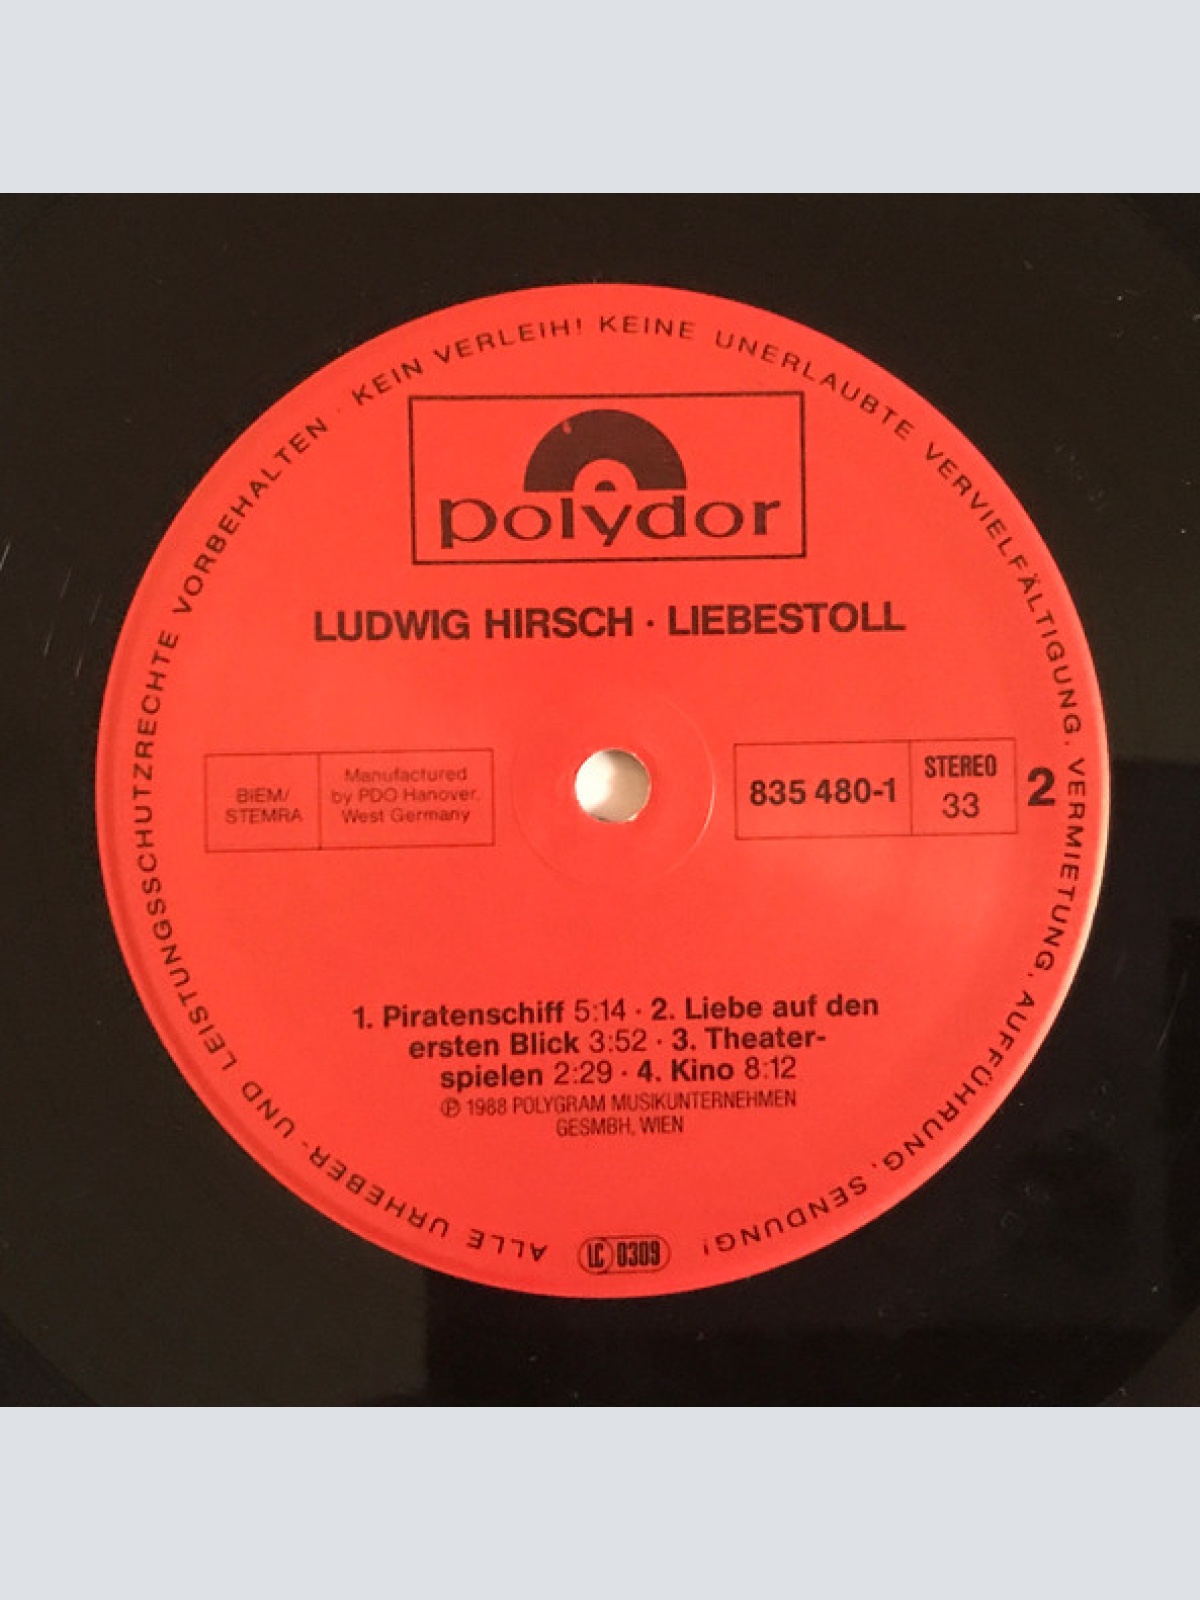 ALLE URHEBER- UND LEISTUNGSSCHUTZRECHTE VORBEHALTEN · KEIN VERLEIH! KEINE UNERLAUBTE VERVIELFÄLTIGUNG, VERMIETUNG, AUFFÜHRUNG, SENDUNG!
polydor
LUDWIG HIRSCH · LIEBESTOLL
BIEM/
STEMRA
Manufactured
by PDO Hanover,
West Germany
835 480-1
STEREO
33
2
1. Piratenschiff 5:14 · 2. Liebe auf den
ersten Blick 3:52 · 3. Theater-
spielen 2:29 · 4. Kino 8:12
℗ 1988 POLYGRAM MUSIKUNTERNEHMEN
GESMBH, WIEN
LC 0309